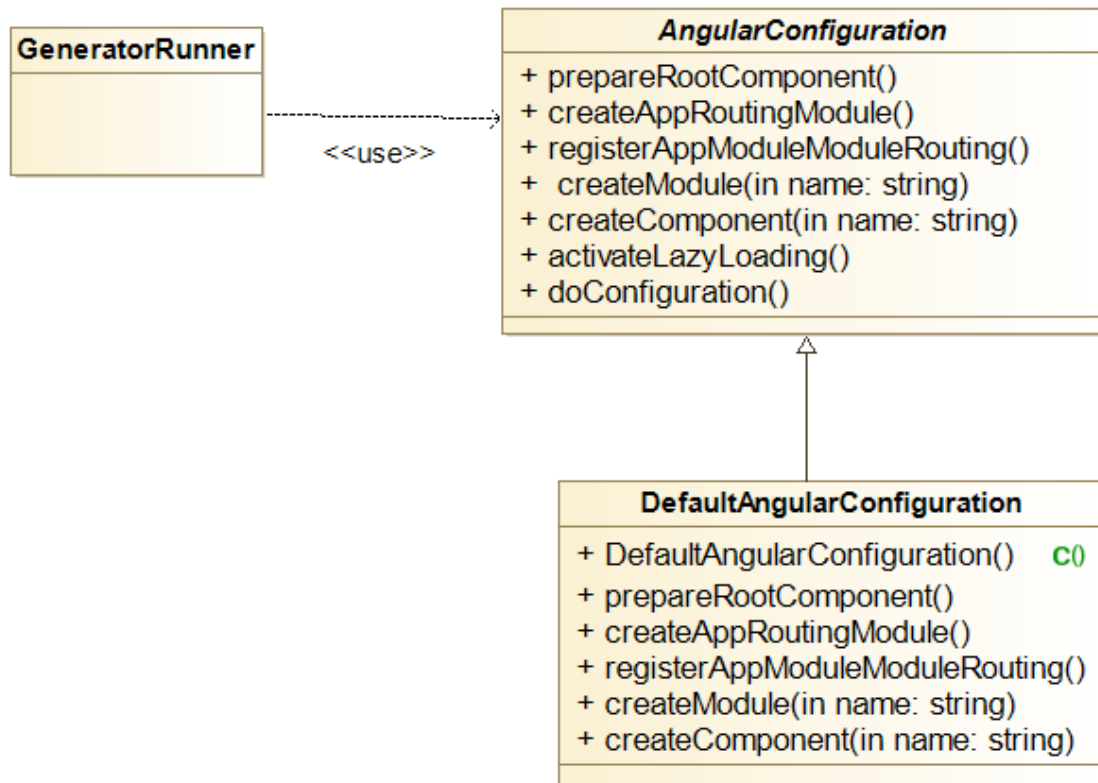 GeneratorRunner
<<use>>
AngularConfiguration
+ prepareRootComponent()
+ createAppRoutingModule()
+ registerAppModuleModuleRouting()
+ createModule(in name: string)
+ createComponent(in name: string)
+ activateLazyLoading()
+ doConfiguration()
DefaultAngularConfiguration
+ DefaultAngularConfiguration() C()
+ prepareRootComponent()
+ createAppRoutingModule()
+ registerAppModuleModuleRouting()
+ createModule(in name: string)
+ createComponent(in name: string)